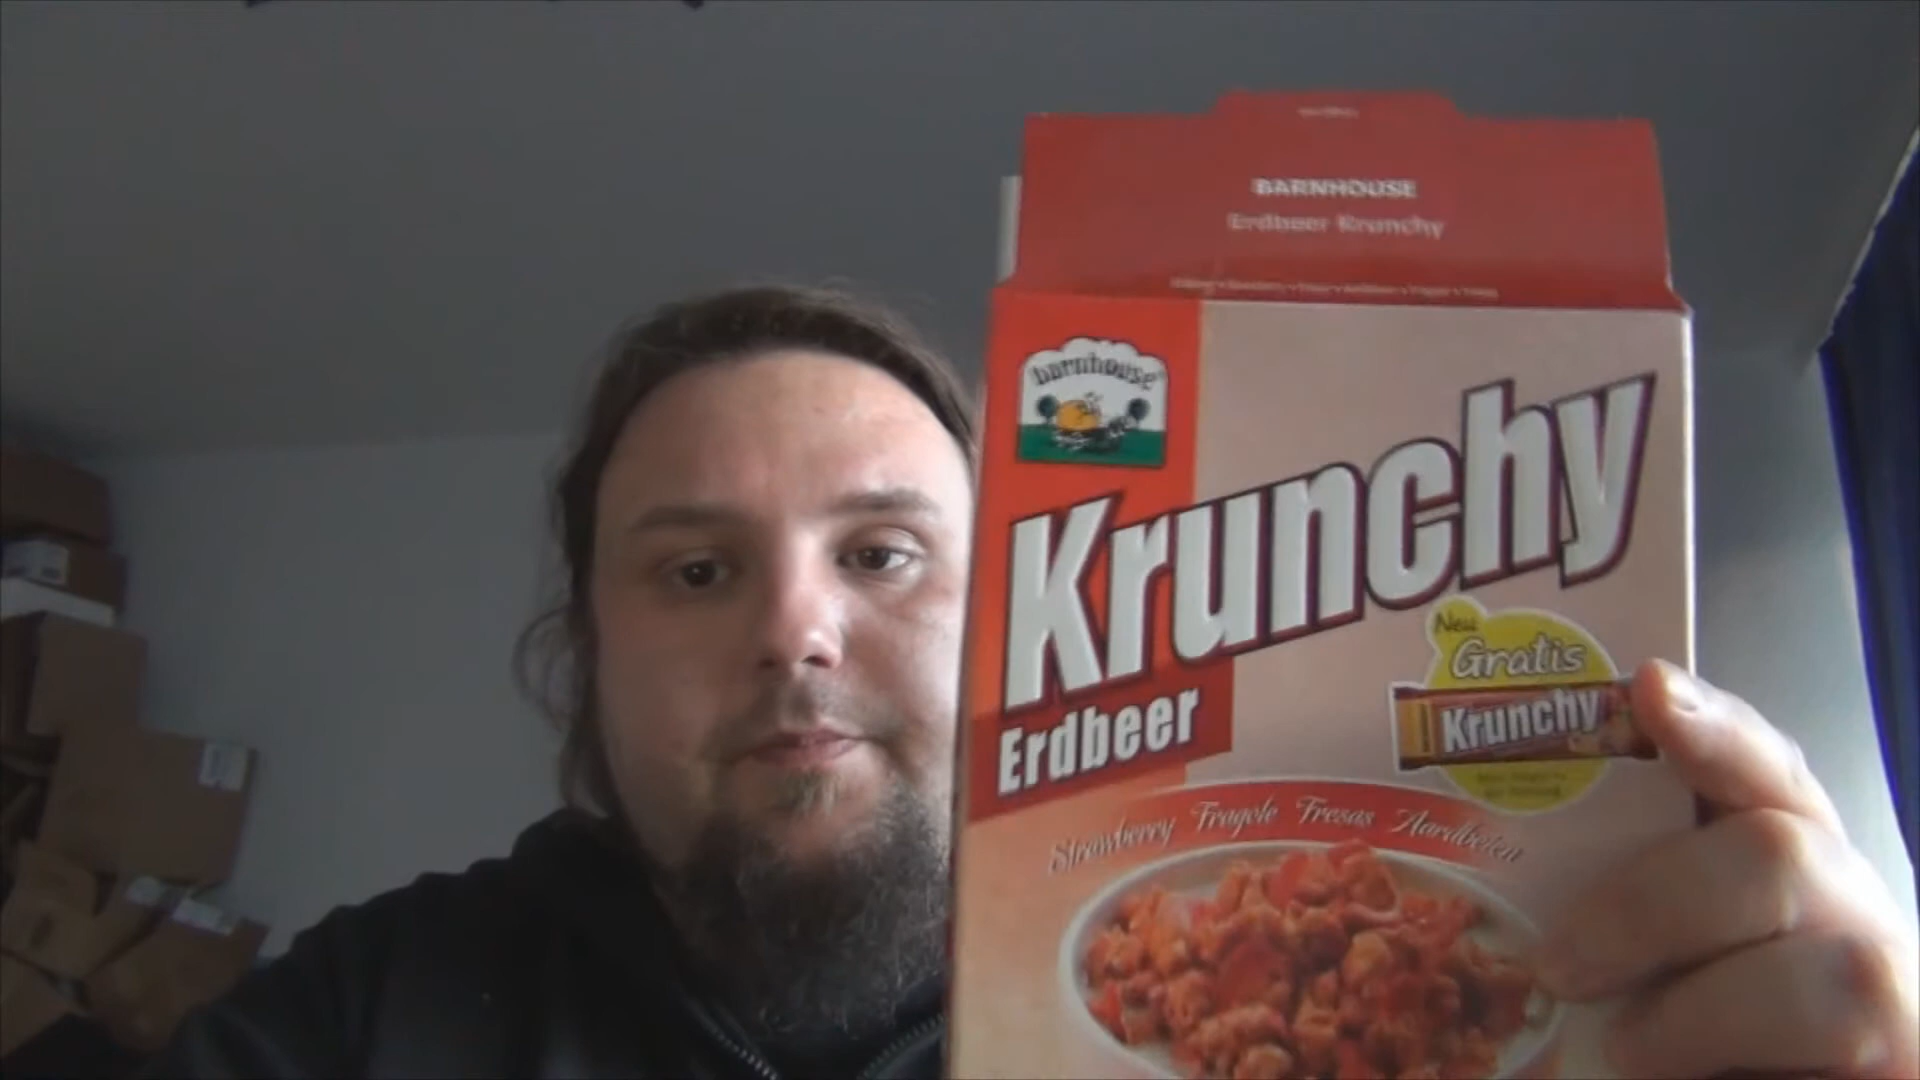 BARNHOUSE
Erdbeer Krunchy
barnhouse
Krunchy
Erdbeer
Neu
Gratis
Krunchy
Strawberry Fragole Fresas Aardbeien